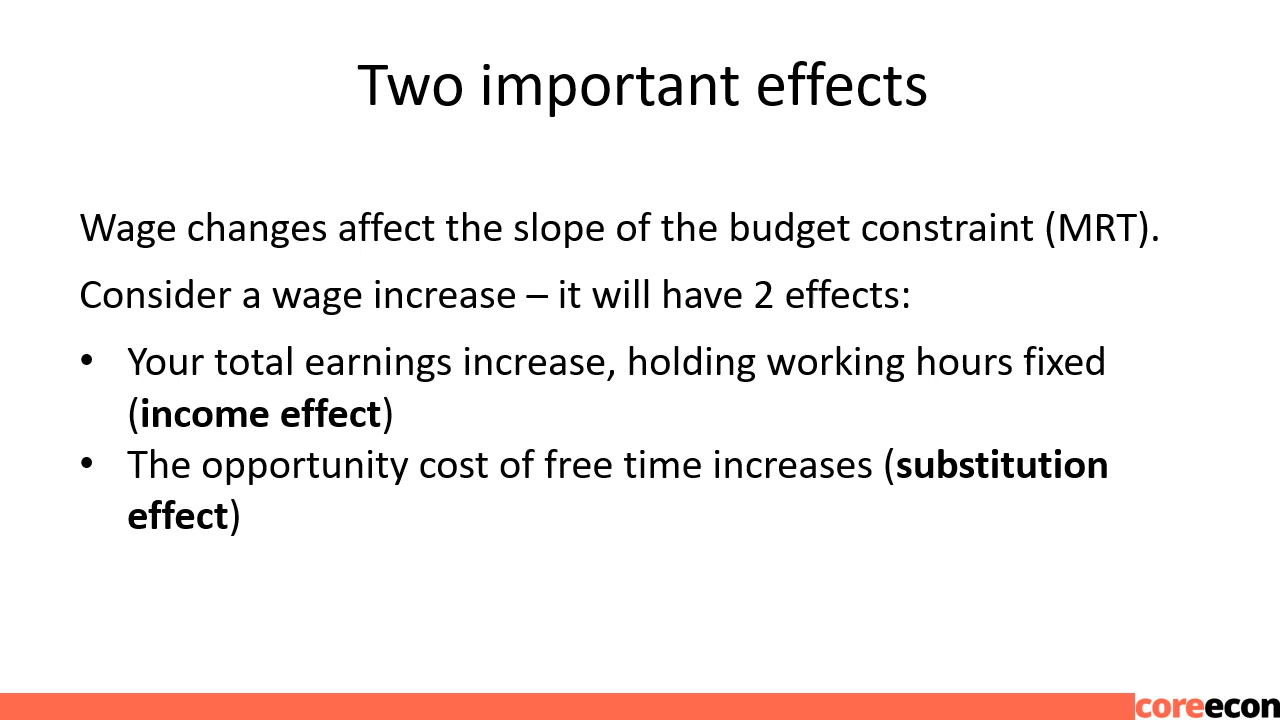 Two important effects
Wage changes affect the slope of the budget constraint (MRT).
Consider a wage increase – it will have 2 effects:
• Your total earnings increase, holding working hours fixed
(income effect)
• The opportunity cost of free time increases (substitution
effect)
coreecon